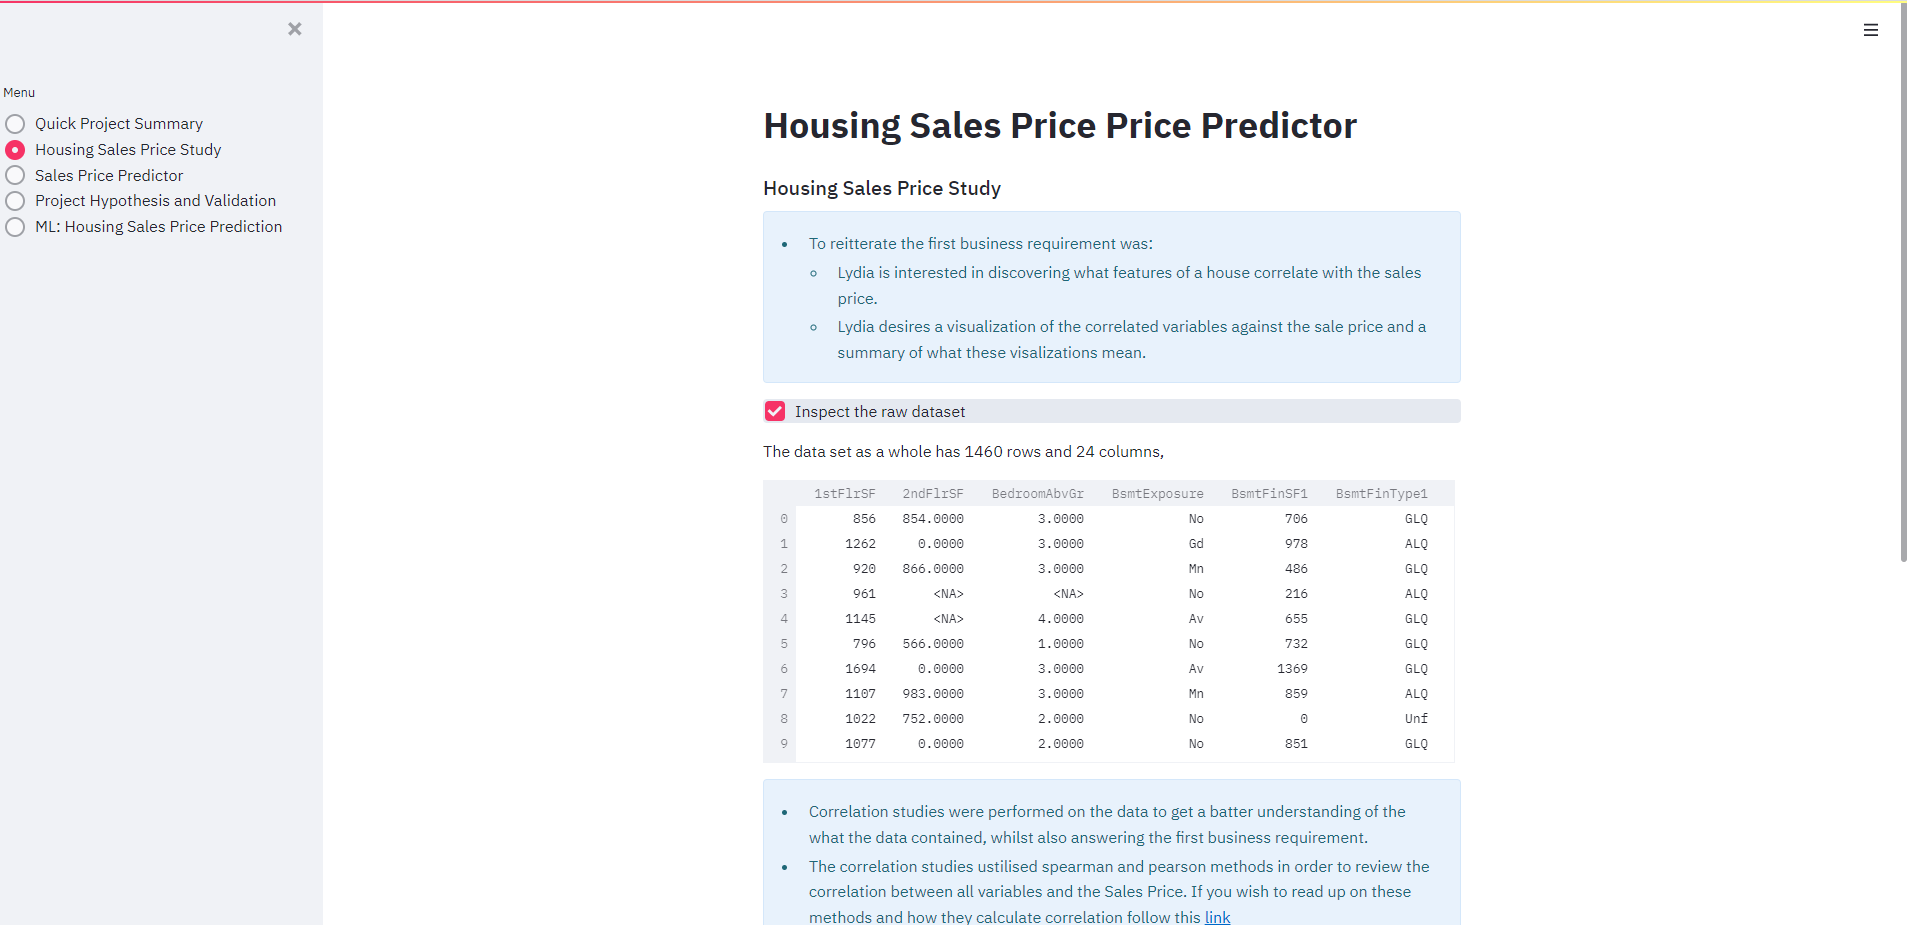 Menu
Quick Project Summary
Housing Sales Price Study
Sales Price Predictor
Project Hypothesis and Validation
ML: Housing Sales Price Prediction
Housing Sales Price Price Predictor
Housing Sales Price Study
To reitterate the first business requirement was:
Lydia is interested in discovering what features of a house correlate with the sales
price.
Lydia desires a visualization of the correlated variables against the sale price and a
summary of what these visalizations mean.
Inspect the raw dataset
The data set as a whole has 1460 rows and 24 columns,
1stFlrSF 2ndFlrSF BedroomAbvGr BsmtExposure BsmtFinSF1 BsmtFinType1
0 856 854.0000 3.0000 No 706 GLQ
1 1262 0.0000 3.0000 Gd 978 ALQ
2 920 866.0000 3.0000 Mn 486 GLQ
3 961 <NA> <NA> No 216 ALQ
4 1145 <NA> 4.0000 Av 655 GLQ
5 796 566.0000 1.0000 No 732 GLQ
6 1694 0.0000 3.0000 Av 1369 GLQ
7 1107 983.0000 3.0000 Mn 859 ALQ
8 1022 752.0000 2.0000 No 0 Unf
9 1077 0.0000 2.0000 No 851 GLQ
Correlation studies were performed on the data to get a batter understanding of the
what the data contained, whilst also answering the first business requirement.
The correlation studies ustilised spearman and pearson methods in order to review the
correlation between all variables and the Sales Price. If you wish to read up on these
methods and how they calculate correlation follow this link